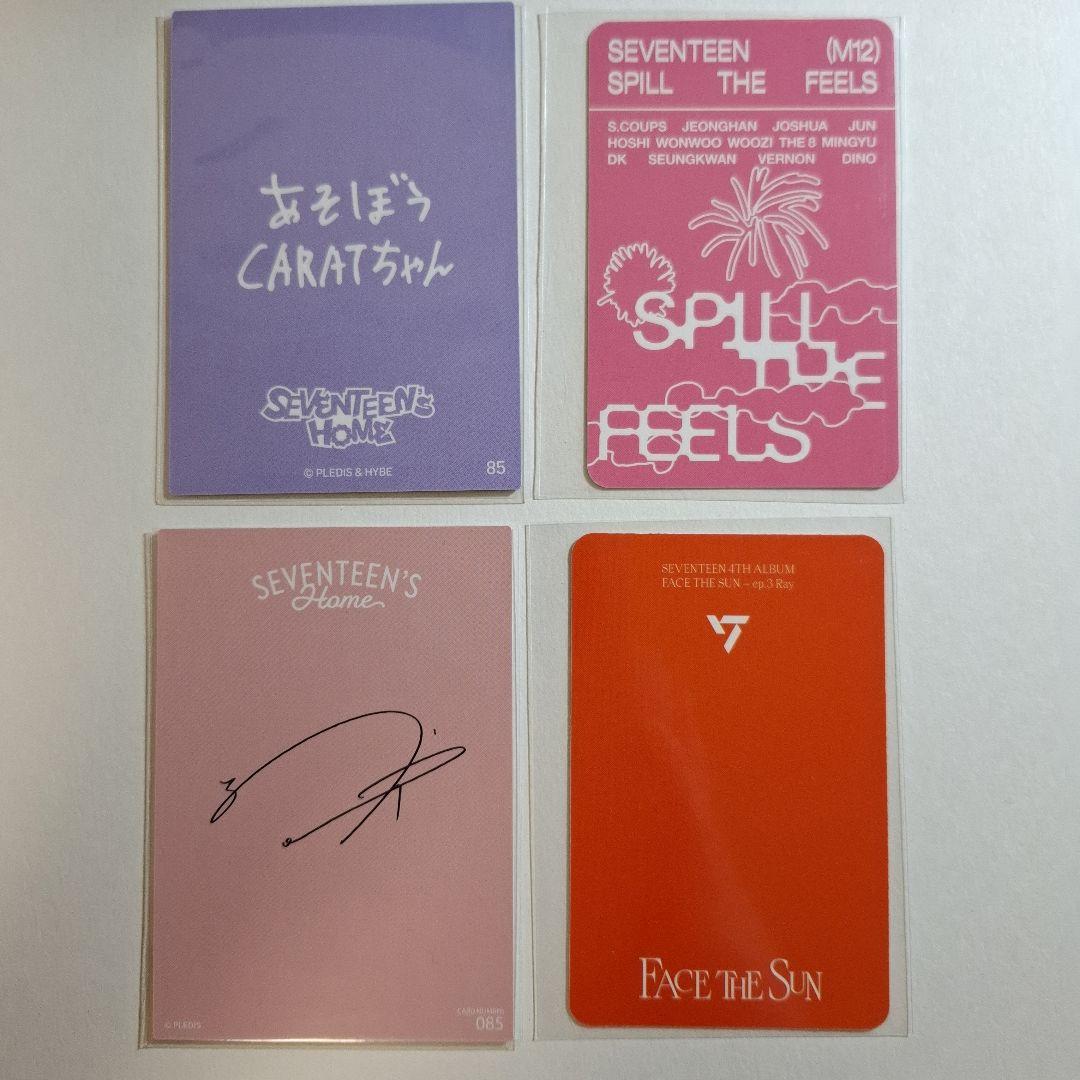 あそぼう
CARATちゃん
SEVENTEEN'S
HOME
© PLEDIS & HYBE
85
SEVENTEEN (M12)
SPILL THE FEELS
S.COUPS JEONGHAN JOSHUA JUN
HOSHI WONWOO WOOZI THE 8 MINGYU
DK SEUNGKWAN VERNON DINO
SPILL
THE
FEELS
SEVENTEEN'S
Home
© PLEDIS
CARD NUMBER
085
SEVENTEEN 4TH ALBUM
FACE THE SUN – ep.3 Ray
FACE THE SUN